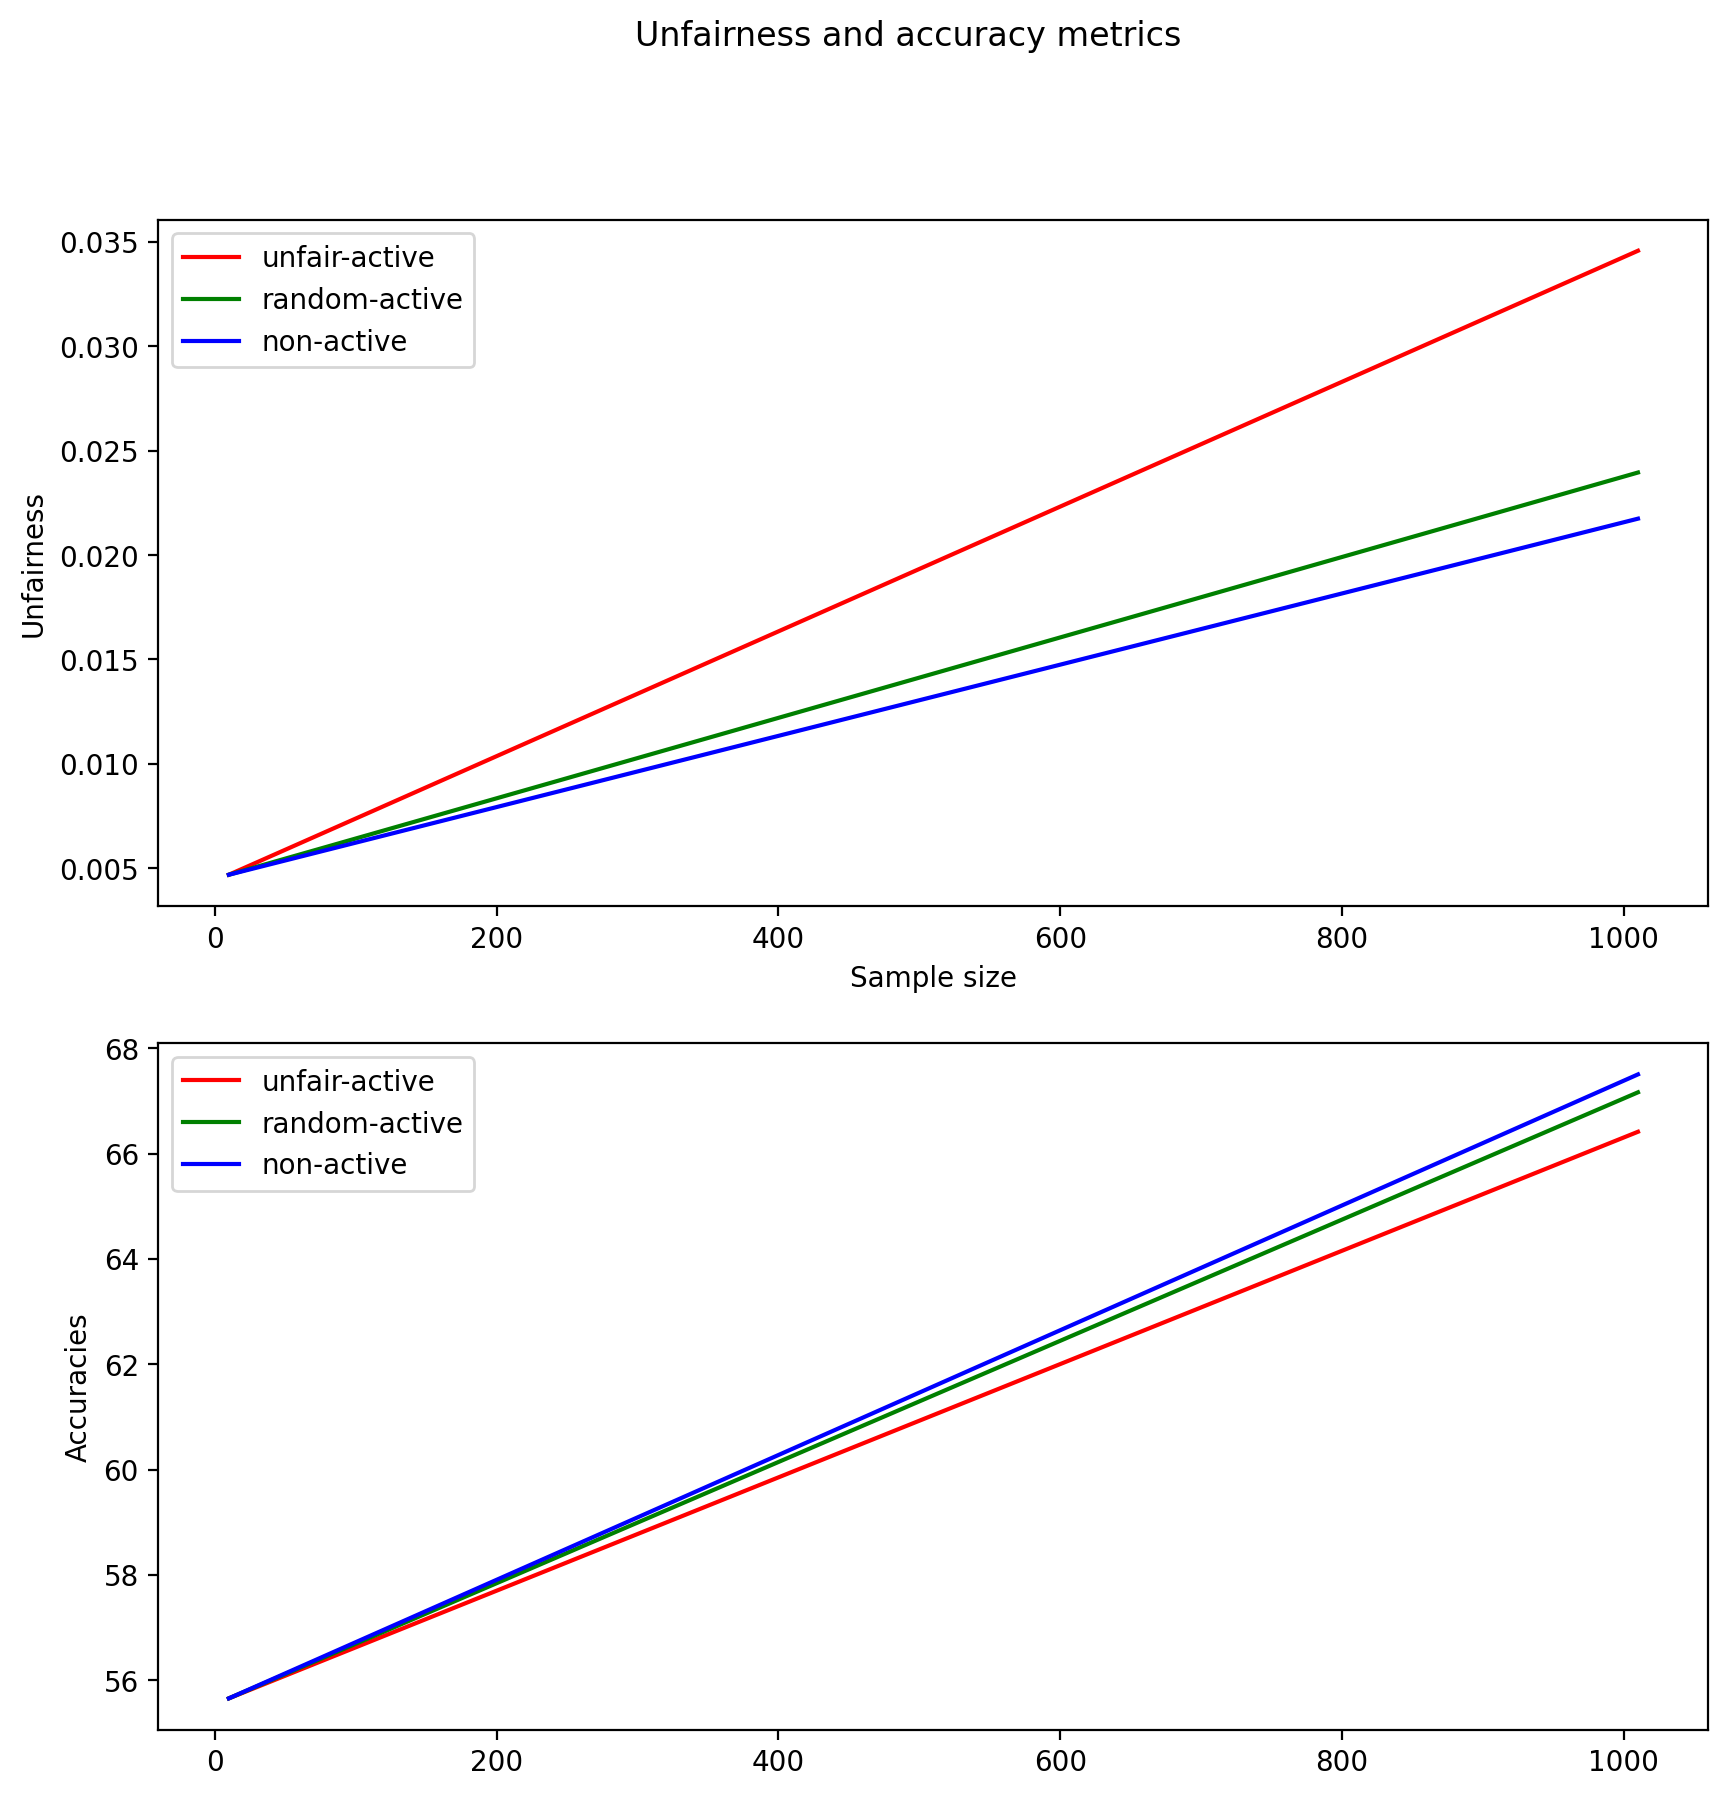 Unfairness and accuracy metrics
0.035
0.030
0.025
0.020
0.015
0.010
0.005
Unfairness
unfair-active
random-active
non-active
0 200 400 600 800 1000
Sample size
68
66
64
62
60
58
56
Accuracies
unfair-active
random-active
non-active
0 200 400 600 800 1000